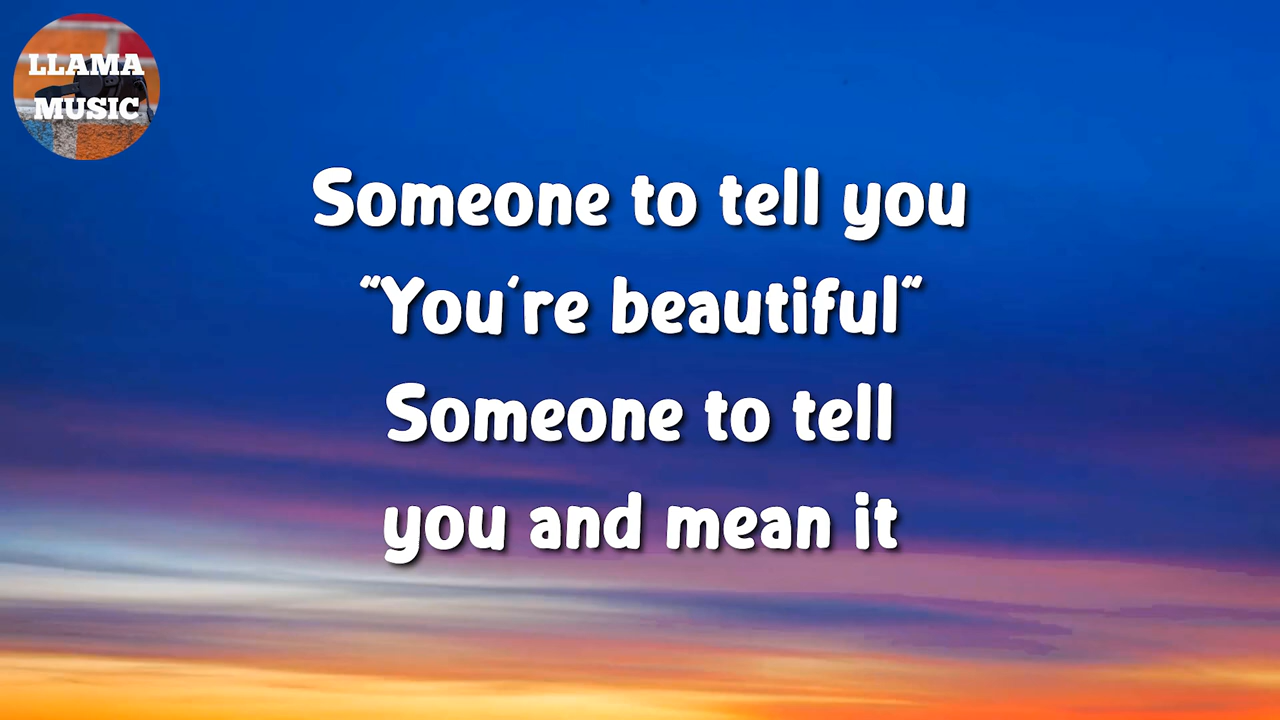 LLAMA
MUSIC
Someone to tell you
"You're beautiful"
Someone to tell
you and mean it